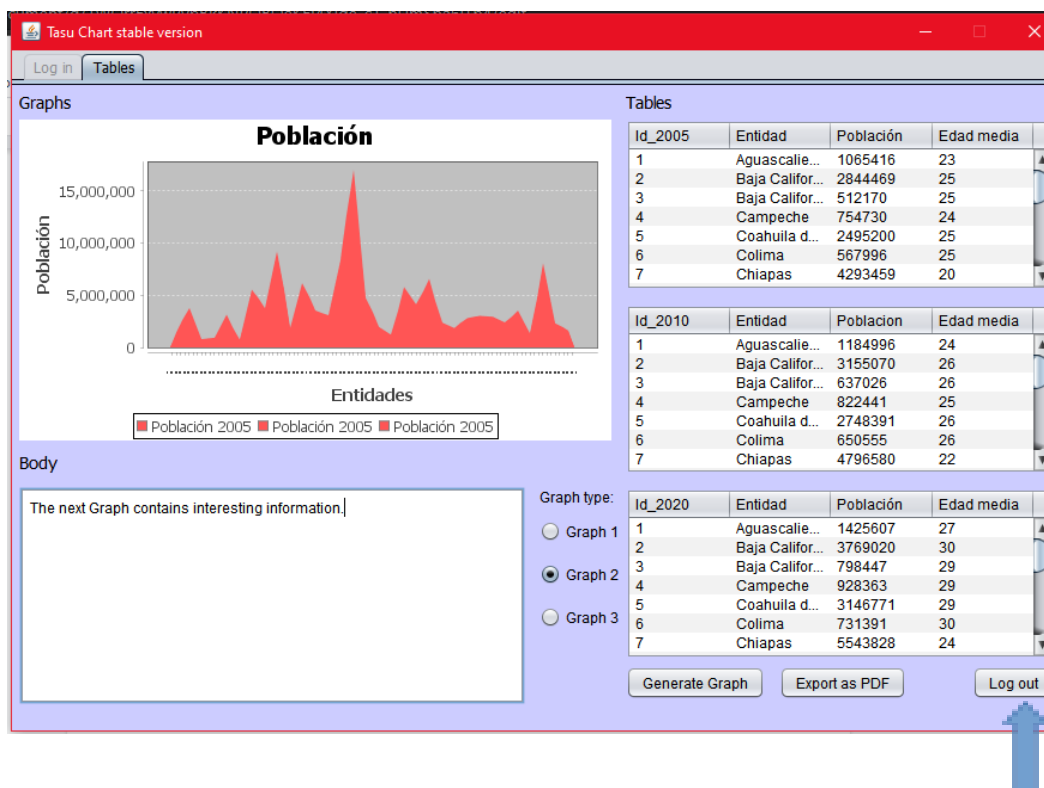 Tasu Chart stable version
Log in Tables
Graphs
Población
15,000,000
10,000,000
5,000,000
0
Población
Entidades
Población 2005 Población 2005 Población 2005
Body
The next Graph contains interesting information.
Graph type:
Graph 1
Graph 2
Graph 3
Tables
Id_2005 Entidad Población Edad media
1 Aguascalie... 1065416 23
2 Baja Califor... 2844469 25
3 Baja Califor... 512170 25
4 Campeche 754730 24
5 Coahuila d... 2495200 25
6 Colima 567996 25
7 Chiapas 4293459 20
Id_2010 Entidad Poblacion Edad media
1 Aguascalie... 1184996 24
2 Baja Califor... 3155070 26
3 Baja Califor... 637026 26
4 Campeche 822441 25
5 Coahuila d... 2748391 26
6 Colima 650555 26
7 Chiapas 4796580 22
Id_2020 Entidad Población Edad media
1 Aguascalie... 1425607 27
2 Baja Califor... 3769020 30
3 Baja Califor... 798447 29
4 Campeche 928363 29
5 Coahuila d... 3146771 29
6 Colima 731391 30
7 Chiapas 5543828 24
Generate Graph Export as PDF Log out